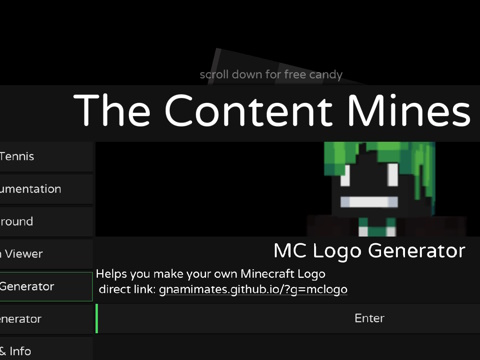 scroll down for free candy
The Content Mines
Tennis
umentation
round
n Viewer
Generator
enerator
& Info
MC Logo Generator
Helps you make your own Minecraft Logo
direct link: gnamimates.github.io/?g=mclogo
Enter